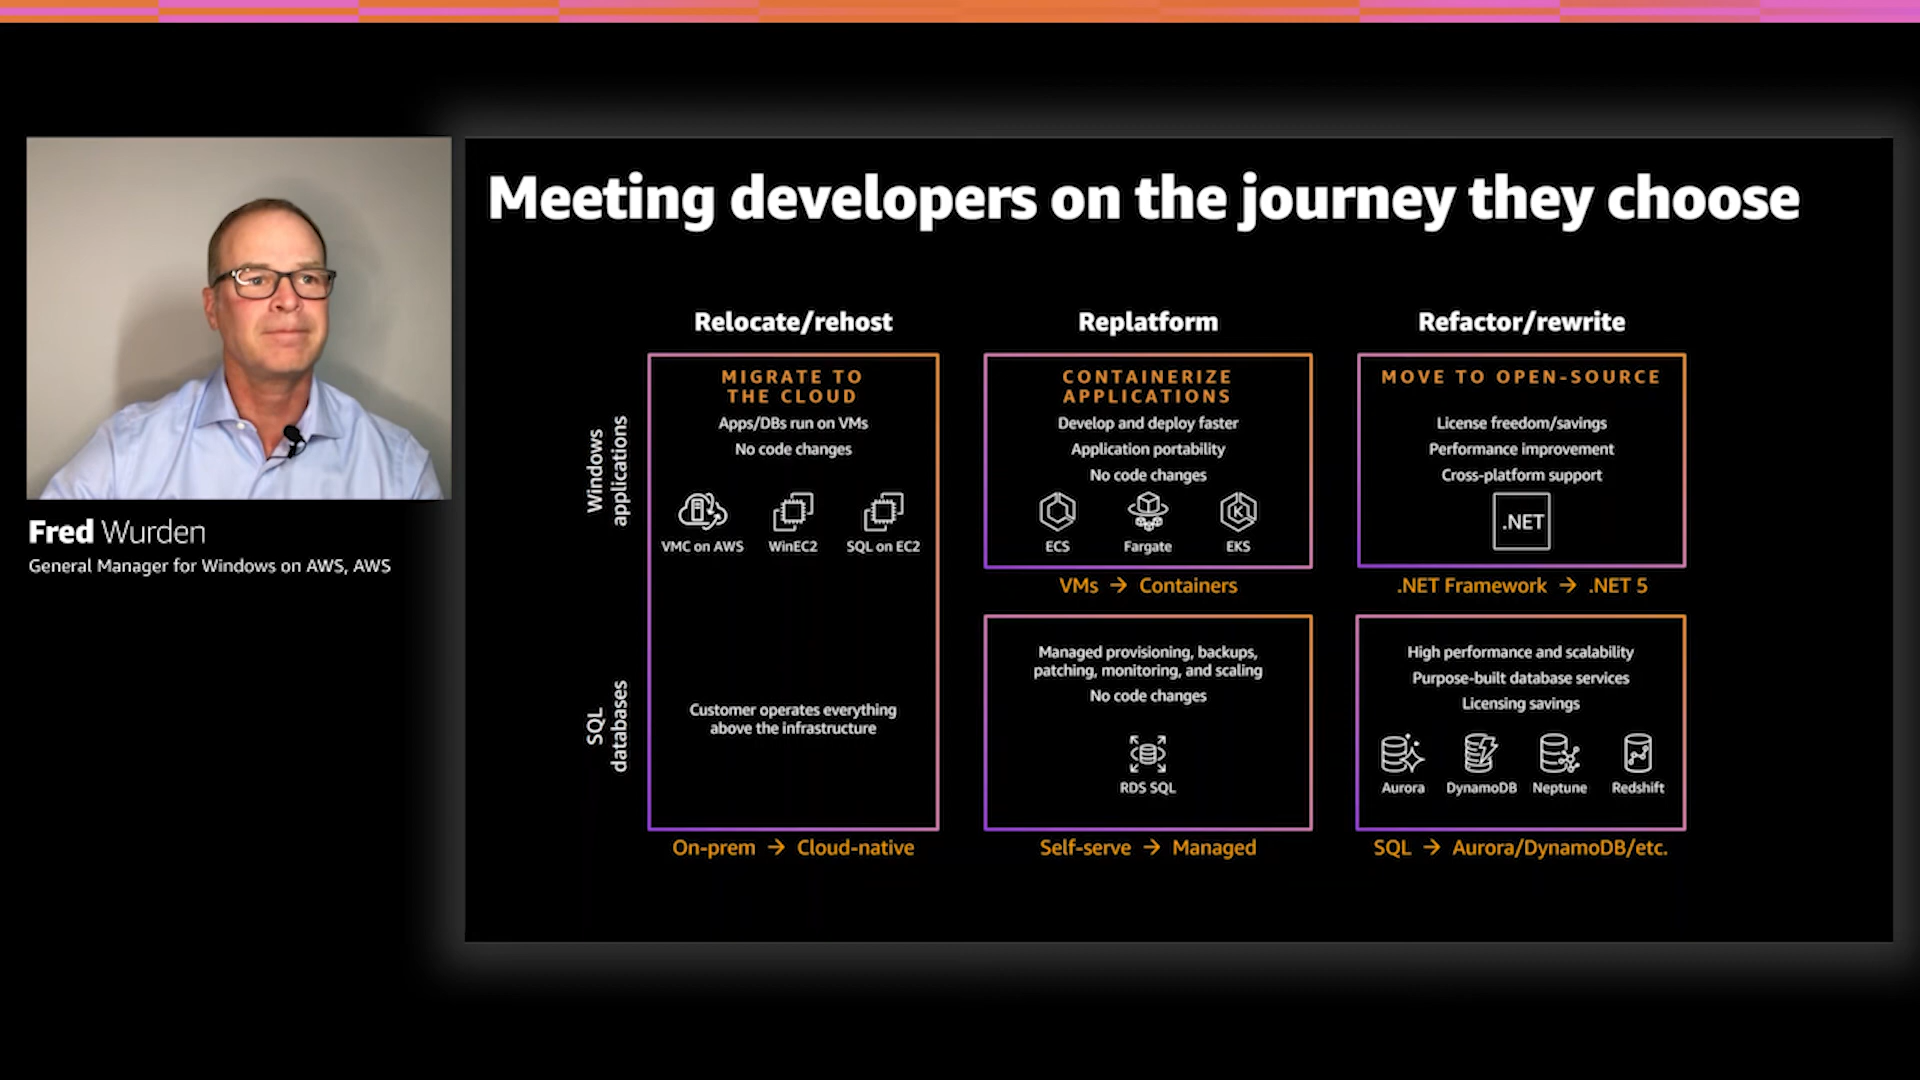 Meeting developers on the journey they choose
Fred Wurden
General Manager for Windows on AWS, AWS
Relocate/rehost
Replatform
Refactor/rewrite
Windows
applications
SQL
databases
MIGRATE TO
THE CLOUD
Apps/DBs run on VMs
No code changes
VMC on AWS
WinEC2
SQL on EC2
Customer operates everything
above the infrastructure
On-prem → Cloud-native
CONTAINERIZE
APPLICATIONS
Develop and deploy faster
Application portability
No code changes
ECS
Fargate
EKS
VMs → Containers
Managed provisioning, backups,
patching, monitoring, and scaling
No code changes
RDS SQL
Self-serve → Managed
MOVE TO OPEN-SOURCE
License freedom/savings
Performance improvement
Cross-platform support
.NET
.NET Framework → .NET 5
High performance and scalability
Purpose-built database services
Licensing savings
Aurora
DynamoDB
Neptune
Redshift
SQL → Aurora/DynamoDB/etc.